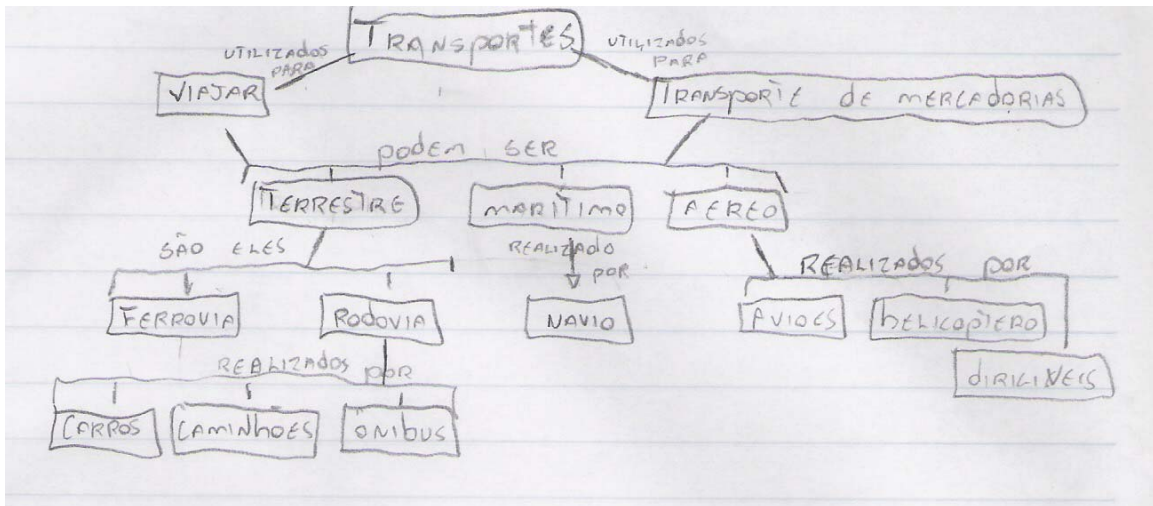 TRANSPORTES
UTILIZADOS PARA
UTILIZADOS PARA
VIAJAR
TRANSPORTE de MERCADORIAS
podem SER
TERRESTRE
MARITIMO
AEREO
SÃO ELES
REALIZADO POR
REALIZADOS POR
FERROVIA
RODOVIA
NAVIO
AVIOES
hELICOPTERO
dIRIGIVEIS
REALIZADOS POR
CARROS
CAMINhOES
ONIbUS